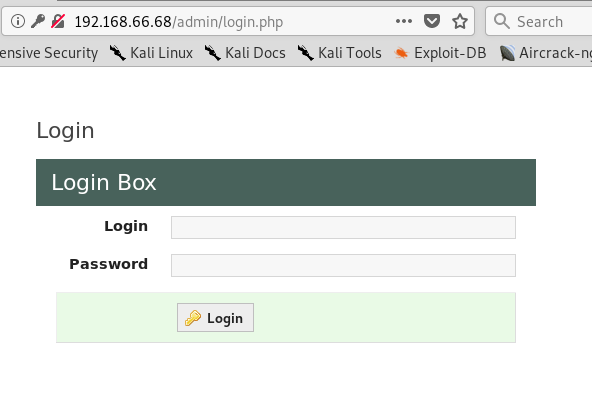 192.168.66.68/admin/login.php Search
ensive Security Kali Linux Kali Docs Kali Tools Exploit-DB Aircrack-ng
Login
Login Box
Login
Password
Login